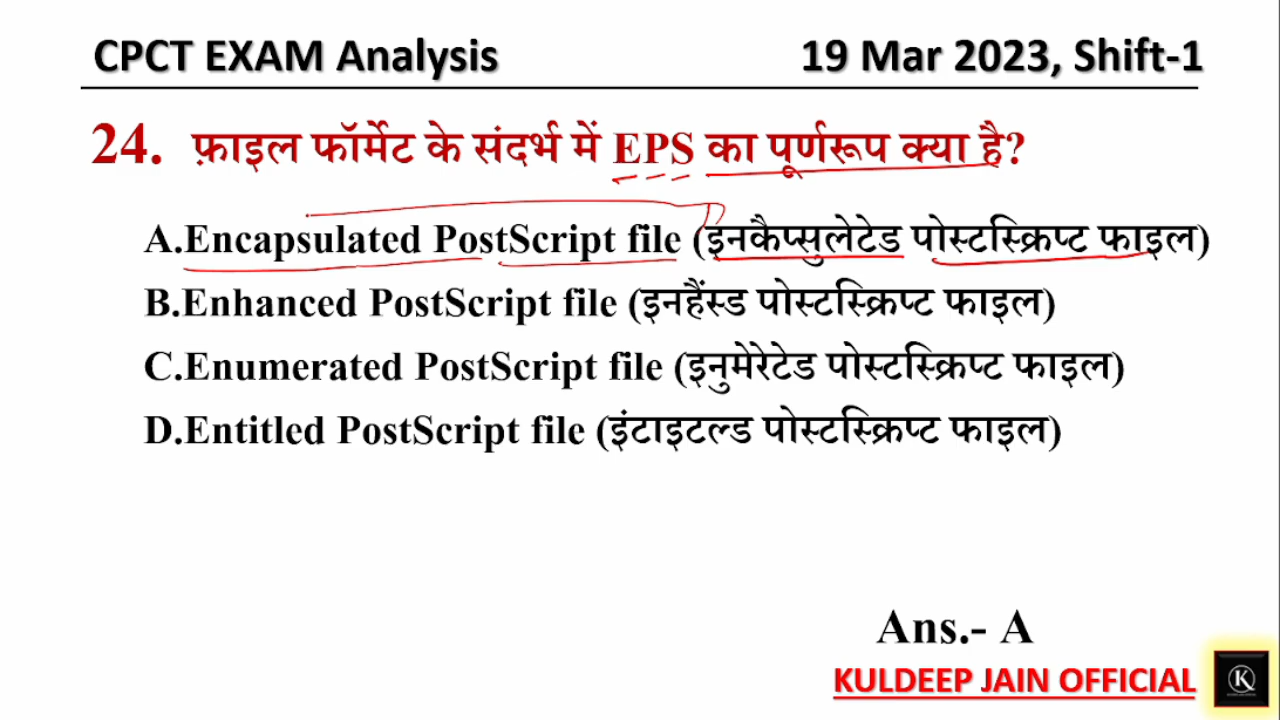 CPCT EXAM Analysis 19 Mar 2023, Shift-1
24. फ़ाइल फॉर्मेट के संदर्भ में EPS का पूर्णरूप क्या है?
A.Encapsulated PostScript file (इनकैप्सुलेटेड पोस्टस्क्रिप्ट फाइल)
B.Enhanced PostScript file (इनहैंस्ड पोस्टस्क्रिप्ट फाइल)
C.Enumerated PostScript file (इनुमेरेटेड पोस्टस्क्रिप्ट फाइल)
D.Entitled PostScript file (इंटाइटल्ड पोस्टस्क्रिप्ट फाइल)
Ans.- A
KULDEEP JAIN OFFICIAL